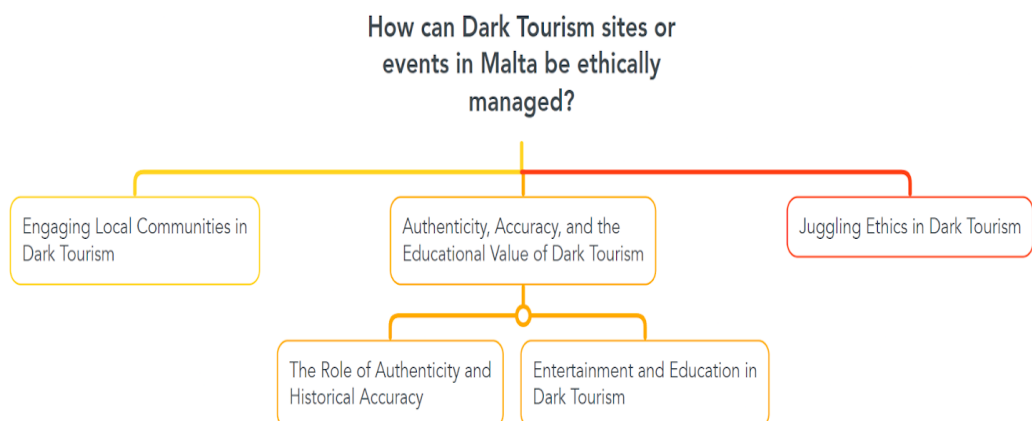 How can Dark Tourism sites or
events in Malta be ethically
managed?
Engaging Local Communities in
Dark Tourism
Authenticity, Accuracy, and the
Educational Value of Dark Tourism
Juggling Ethics in Dark Tourism
The Role of Authenticity and
Historical Accuracy
Entertainment and Education in
Dark Tourism